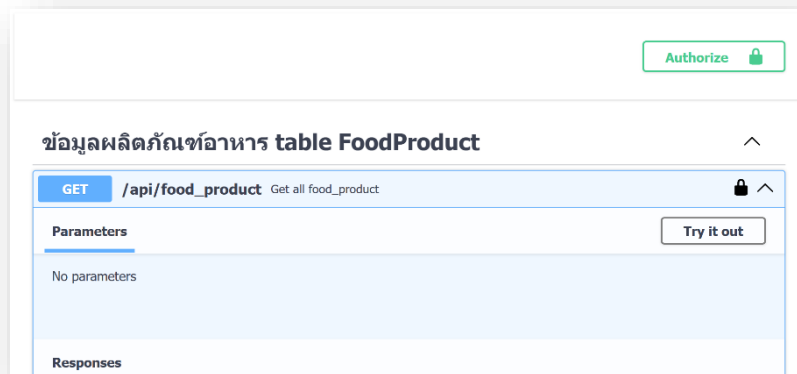 Authorize
ข้อมูลผลิตภัณฑ์อาหาร table FoodProduct
GET /api/food_product Get all food_product
Parameters Try it out
No parameters
Responses